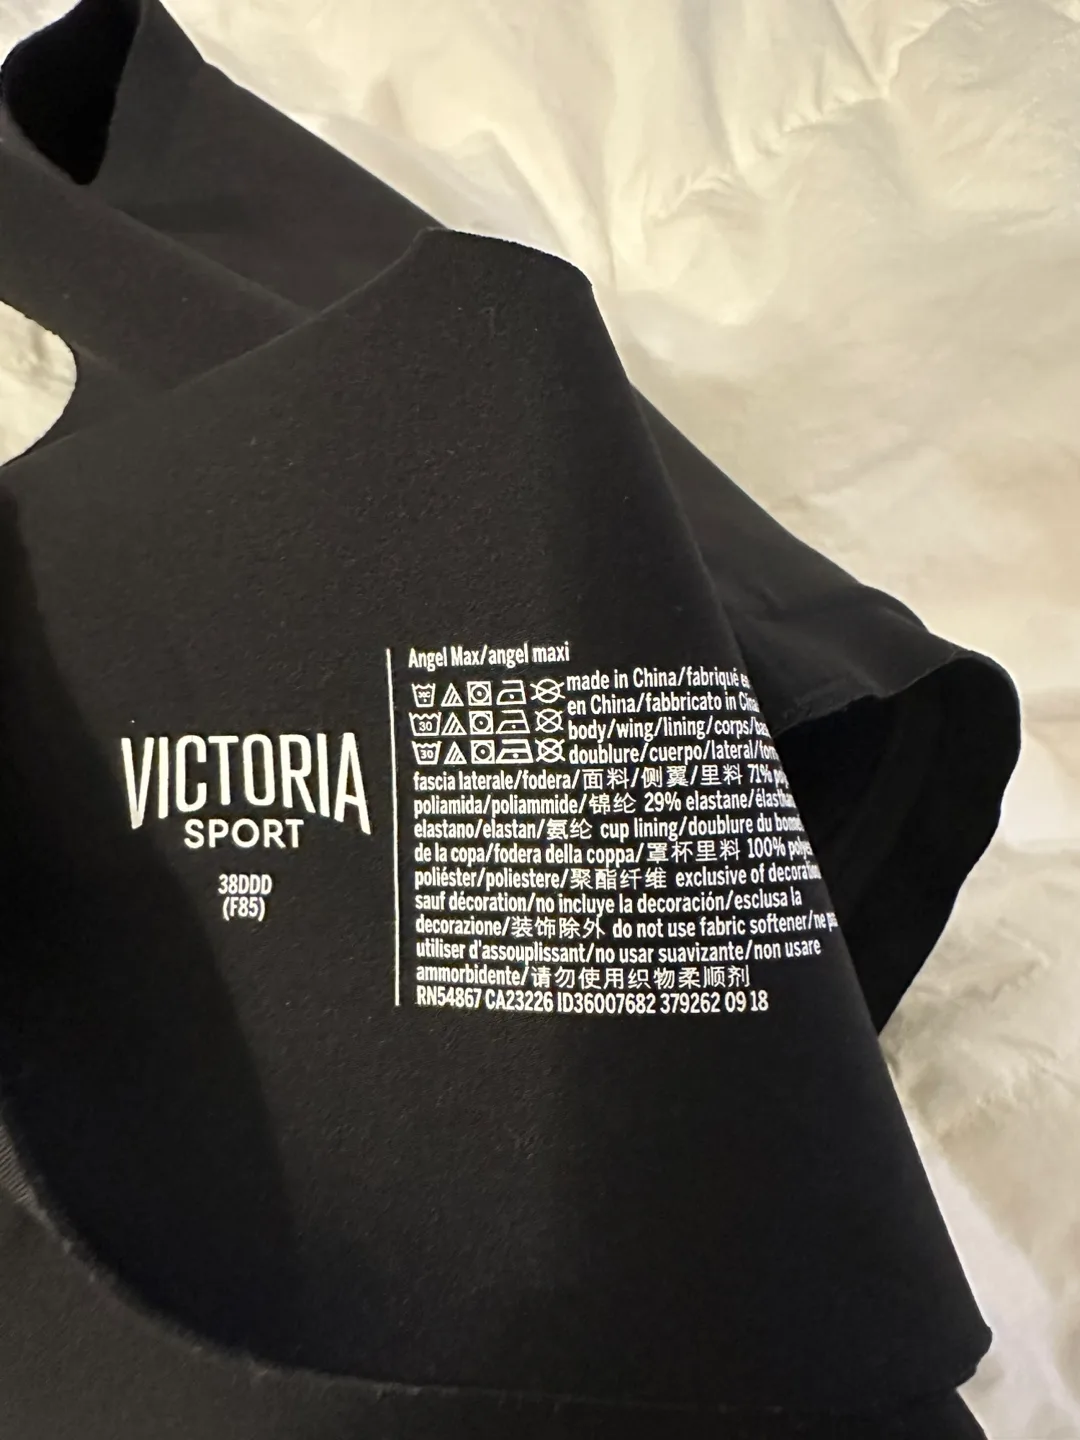 VICTORIA
SPORT
38DDD
(F85)
Angel Max/angel maxi
made in China/fabriqué
en China/fabbricato in
body/wing/lining/corps/
doublure/cuerpo/lateral/
30
30
fascia laterale/fodera/面料/侧翼/里料 71%
poliamida/poliammide/锦纶 29% elastane/
elastano/elastan/氨纶 cup lining/doublure du
de la copa/fodera della coppa/罩杯里料 100%
poliéster/poliestere/聚酯纤维 exclusive of
sauf décoration/no incluye la decoración/esclusa la
decorazione/装饰除外 do not use fabric softener/ne
utiliser d'assouplissant/no usar suavizante/non usare
ammorbidente/请勿使用织物柔顺剂
RN54867 CA23226 ID36007682 379262 09 18